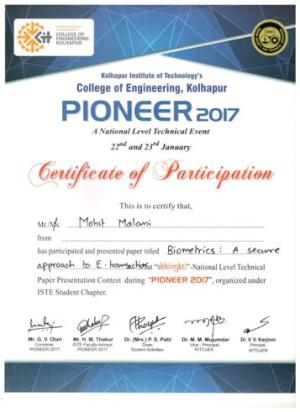 KIT
COLLEGE OF
ENGINEERING
KOLHAPUR
Kolhapur Institute of Technology's
College of Engineering, Kolhapur
PIONEER 2017
A National Level Technical Event
22nd and 23rd January
Certificate of Participation
This is to certify that,
Mr./Ms Mohit Malani
from
has participated and presented paper titled Biometrics : A secure
approach to E-transaction at -National Level Technical
Paper Presentation Contest during "PIONEER 2017", organized under
ISTE Student Chapter.
Mr. G. V. Otari Mr. H. M. Thakur Dr. (Mrs.) P. S. Patil Dr. M. M. Mujumdar Dr. V. V. Karjinni
Convener, ISTE Faculty Advisor Dean Vice - Principal, Principal,
PIONEER 2017 PIONEER 2017 Student Activities KITCoEK KITCoEK